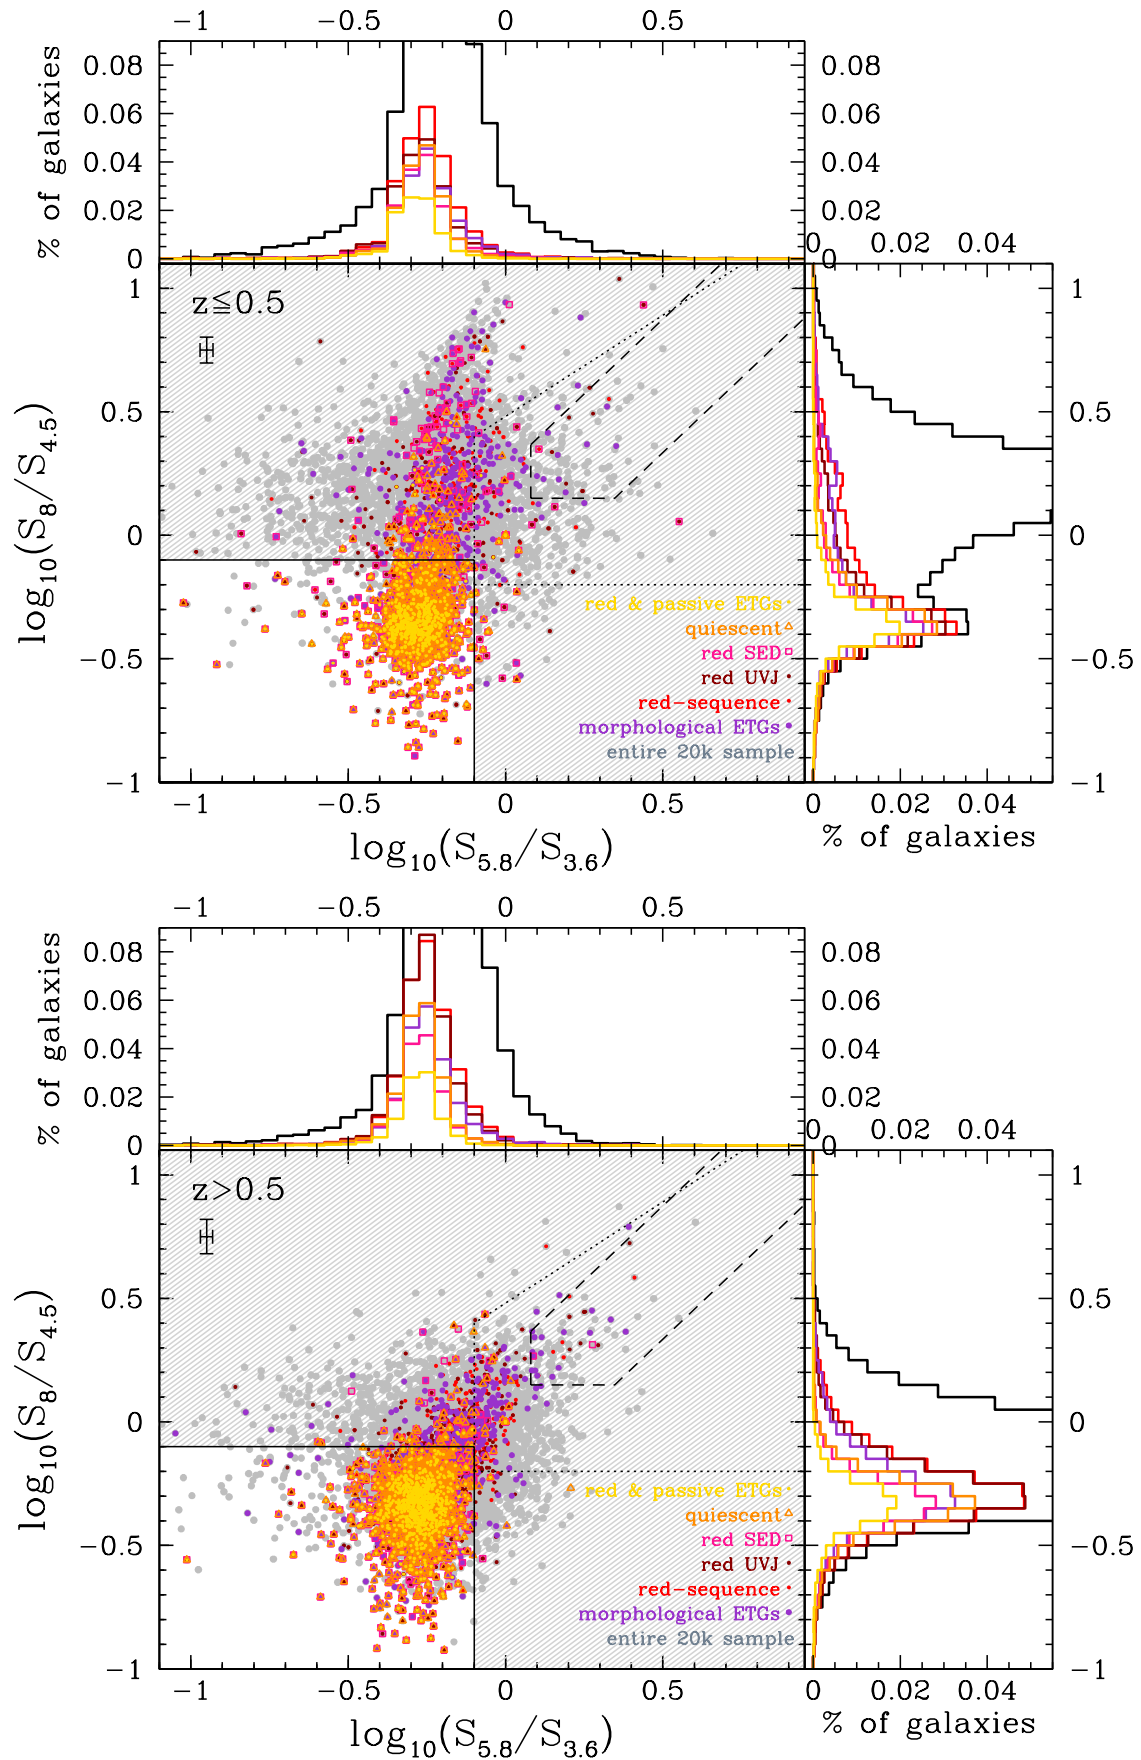 −1 −0.5 0 0.5
% of galaxies
0.08 0.08
0.06 0.06
0.04 0.04
0.02 0.02
0 0
0 0.02 0.04
z≦0.5
log10(S8/S4.5)
1 1
0.5 0.5
0 0
−0.5 −0.5
−1 −1
red & passive ETGs
quiescent
red SED
red UVJ
red−sequence
morphological ETGs
entire 20k sample
−1 −0.5 0 0.5
0 0.02 0.04
log10(S5.8/S3.6)
% of galaxies
−1 −0.5 0 0.5
% of galaxies
0.08 0.08
0.06 0.06
0.04 0.04
0.02 0.02
0 0
0 0.02 0.04
z>0.5
log10(S8/S4.5)
1 1
0.5 0.5
0 0
−0.5 −0.5
−1 −1
red & passive ETGs
quiescent
red SED
red UVJ
red−sequence
morphological ETGs
entire 20k sample
−1 −0.5 0 0.5
0 0.02 0.04
log10(S5.8/S3.6)
% of galaxies